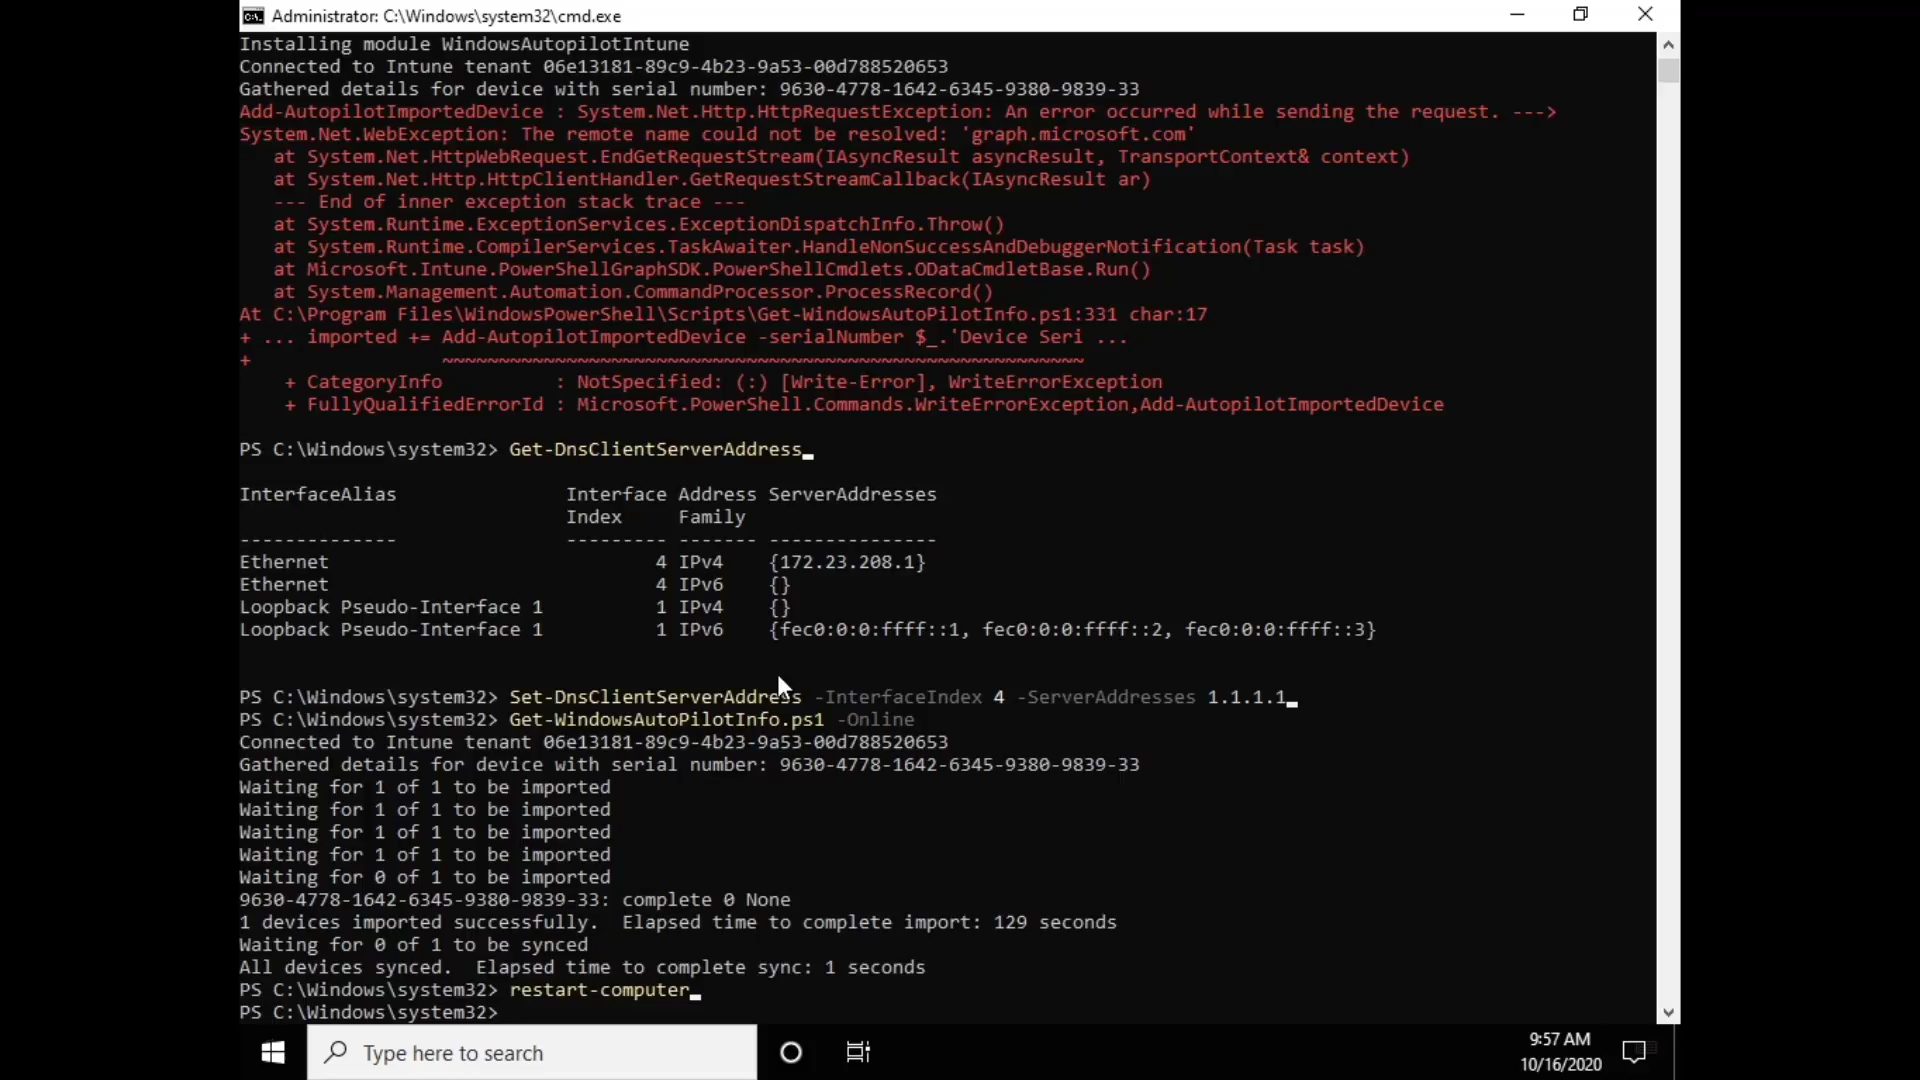 Administrator: C:\Windows\system32\cmd.exe
Installing module WindowsAutopilotIntune
Connected to Intune tenant 06e13181-89c9-4b23-9a53-00d788520653
Gathered details for device with serial number: 9630-4778-1642-6345-9380-9839-33
Add-AutopilotImportedDevice : System.Net.Http.HttpRequestException: An error occurred while sending the request. --->
System.Net.WebException: The remote name could not be resolved: 'graph.microsoft.com'
   at System.Net.HttpWebRequest.EndGetRequestStream(IAsyncResult asyncResult, TransportContext& context)
   at System.Net.Http.HttpClientHandler.GetRequestStreamCallback(IAsyncResult ar)
   --- End of inner exception stack trace ---
   at System.Runtime.ExceptionServices.ExceptionDispatchInfo.Throw()
   at System.Runtime.CompilerServices.TaskAwaiter.HandleNonSuccessAndDebuggerNotification(Task task)
   at Microsoft.Intune.PowerShellGraphSDK.PowerShellCmdlets.ODataCmdletBase.Run()
   at System.Management.Automation.CommandProcessor.ProcessRecord()
At C:\Program Files\WindowsPowerShell\Scripts\Get-WindowsAutoPilotInfo.ps1:331 char:17
+ ... imported += Add-AutopilotImportedDevice -serialNumber $_.'Device Seri ...
+                 ~~~~~~~~~~~~~~~~~~~~~~~~~~~~~~~~~~~~~~~~~~~~~~~~~~~~~~~~~
    + CategoryInfo          : NotSpecified: (:) [Write-Error], WriteErrorException
    + FullyQualifiedErrorId : Microsoft.PowerShell.Commands.WriteErrorException,Add-AutopilotImportedDevice
PS C:\Windows\system32> Get-DnsClientServerAddress
InterfaceAlias               Interface Address ServerAddresses
                             Index     Family
--------------               --------- ------- ---------------
Ethernet                             4 IPv4    {172.23.208.1}
Ethernet                             4 IPv6    {}
Loopback Pseudo-Interface 1          1 IPv4    {}
Loopback Pseudo-Interface 1          1 IPv6    {fec0:0:0:ffff::1, fec0:0:0:ffff::2, fec0:0:0:ffff::3}
PS C:\Windows\system32> Set-DnsClientServerAddress -InterfaceIndex 4 -ServerAddresses 1.1.1.1
PS C:\Windows\system32> Get-WindowsAutoPilotInfo.ps1 -Online
Connected to Intune tenant 06e13181-89c9-4b23-9a53-00d788520653
Gathered details for device with serial number: 9630-4778-1642-6345-9380-9839-33
Waiting for 1 of 1 to be imported
Waiting for 1 of 1 to be imported
Waiting for 1 of 1 to be imported
Waiting for 1 of 1 to be imported
Waiting for 0 of 1 to be imported
9630-4778-1642-6345-9380-9839-33: complete 0 None
1 devices imported successfully.  Elapsed time to complete import: 129 seconds
Waiting for 0 of 1 to be synced
All devices synced.  Elapsed time to complete sync: 1 seconds
PS C:\Windows\system32> restart-computer
PS C:\Windows\system32>
Type here to search
9:57 AM
10/16/2020